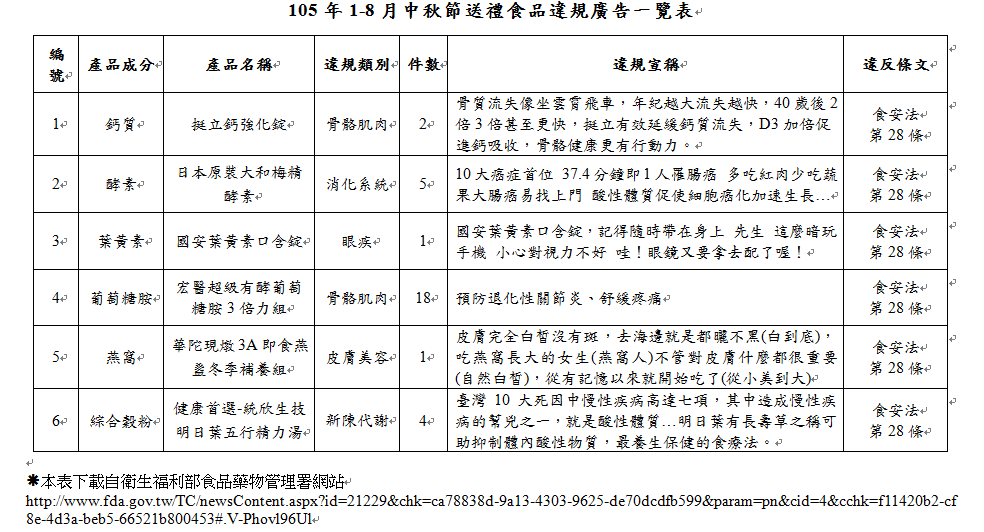 105 年 1-8 月中秋節送禮食品違規廣告一覽表
編號 產品成分 產品名稱 違規類別 件數 違規宣稱 違反條文
1 鈣質 挺立鈣強化錠 骨骼肌肉 2 骨質流失像坐雲霄飛車，年紀越大流失越快，40 歲後 2
倍 3 倍甚至更快，挺立有效延緩鈣質流失，D3 加倍促
進鈣吸收，骨骼健康更有行動力。 食安法
第 28 條
2 酵素 日本原裝大和梅精
酵素 消化系統 5 10 大癌症首位 37.4 分鐘即 1 人罹腸癌 多吃紅肉少吃蔬
果大腸癌易找上門 酸性體質促使細胞癌化加速生長… 食安法
第 28 條
3 葉黃素 國安葉黃素口含錠 眼疾 1 國安葉黃素口含錠，記得隨時帶在身上 先生 這麼暗玩
手機 小心對視力不好 哇！眼鏡又要拿去配了喔！ 食安法
第 28 條
4 葡萄糖胺 宏醫超級有酵葡萄
糖胺 3 倍力組 骨骼肌肉 18 預防退化性關節炎、舒緩疼痛 食安法
第 28 條
5 燕窩 華陀現燉 3A 即食燕
盞冬季補養組 皮膚美容 1 皮膚完全白皙沒有斑，去海邊就是都曬不黑(白到底)，
吃燕窩長大的女生(燕窩人)不管對皮膚什麼都很重要
(自然白皙)，從有記憶以來就開始吃了(從小美到大) 食安法
第 28 條
6 綜合穀粉 健康首選-統欣生技
明日葉五行精力湯 新陳代謝 4 臺灣 10 大死因中慢性疾病高達七項，其中造成慢性疾
病的幫兇之一，就是酸性體質…明日葉有長壽草之稱可
助抑制體內酸性物質，最養生保健的食療法。 食安法
第 28 條
✷本表下載自衛生福利部食品藥物管理署網站
http://www.fda.gov.tw/TC/newsContent.aspx?id=21229&chk=ca78838d-9a13-4303-9625-de70dcdfb599&param=pn&cid=4&cchk=f11420b2-cf
8e-4d3a-beb5-66521b800453#.V-Phovl96Ul